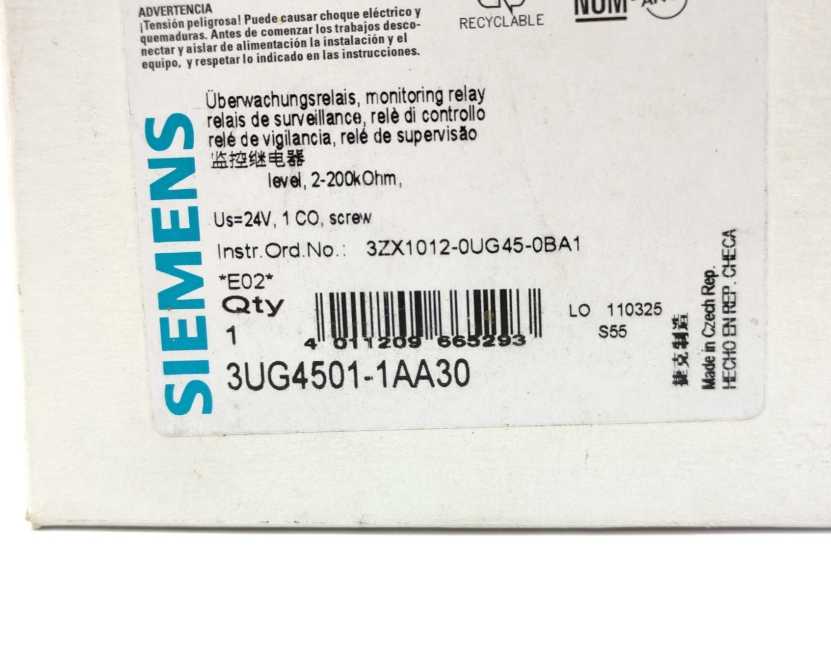 ADVERTENCIA
¡Tensión peligrosa! Puede causar choque eléctrico y
quemaduras. Antes de comenzar los trabajos desco-
nectar y aislar de alimentación la instalación y el
equipo, y respetar lo indicado en las instrucciones.
RECYCLABLE
NOM
SIEMENS
Überwachungsrelais, monitoring relay
relais de surveillance, relè di controllo
relé de vigilancia, relé de supervisão
监控继电器
level, 2-200kOhm,
Us=24V, 1 CO, screw
Instr.Ord.No.: 3ZX1012-0UG45-0BA1
*E02*
Qty
1
4 011209 665293
LO 110325
S55
3UG4501-1AA30
捷克制造
Made in Czech Rep.
HECHO EN REP. CHECA